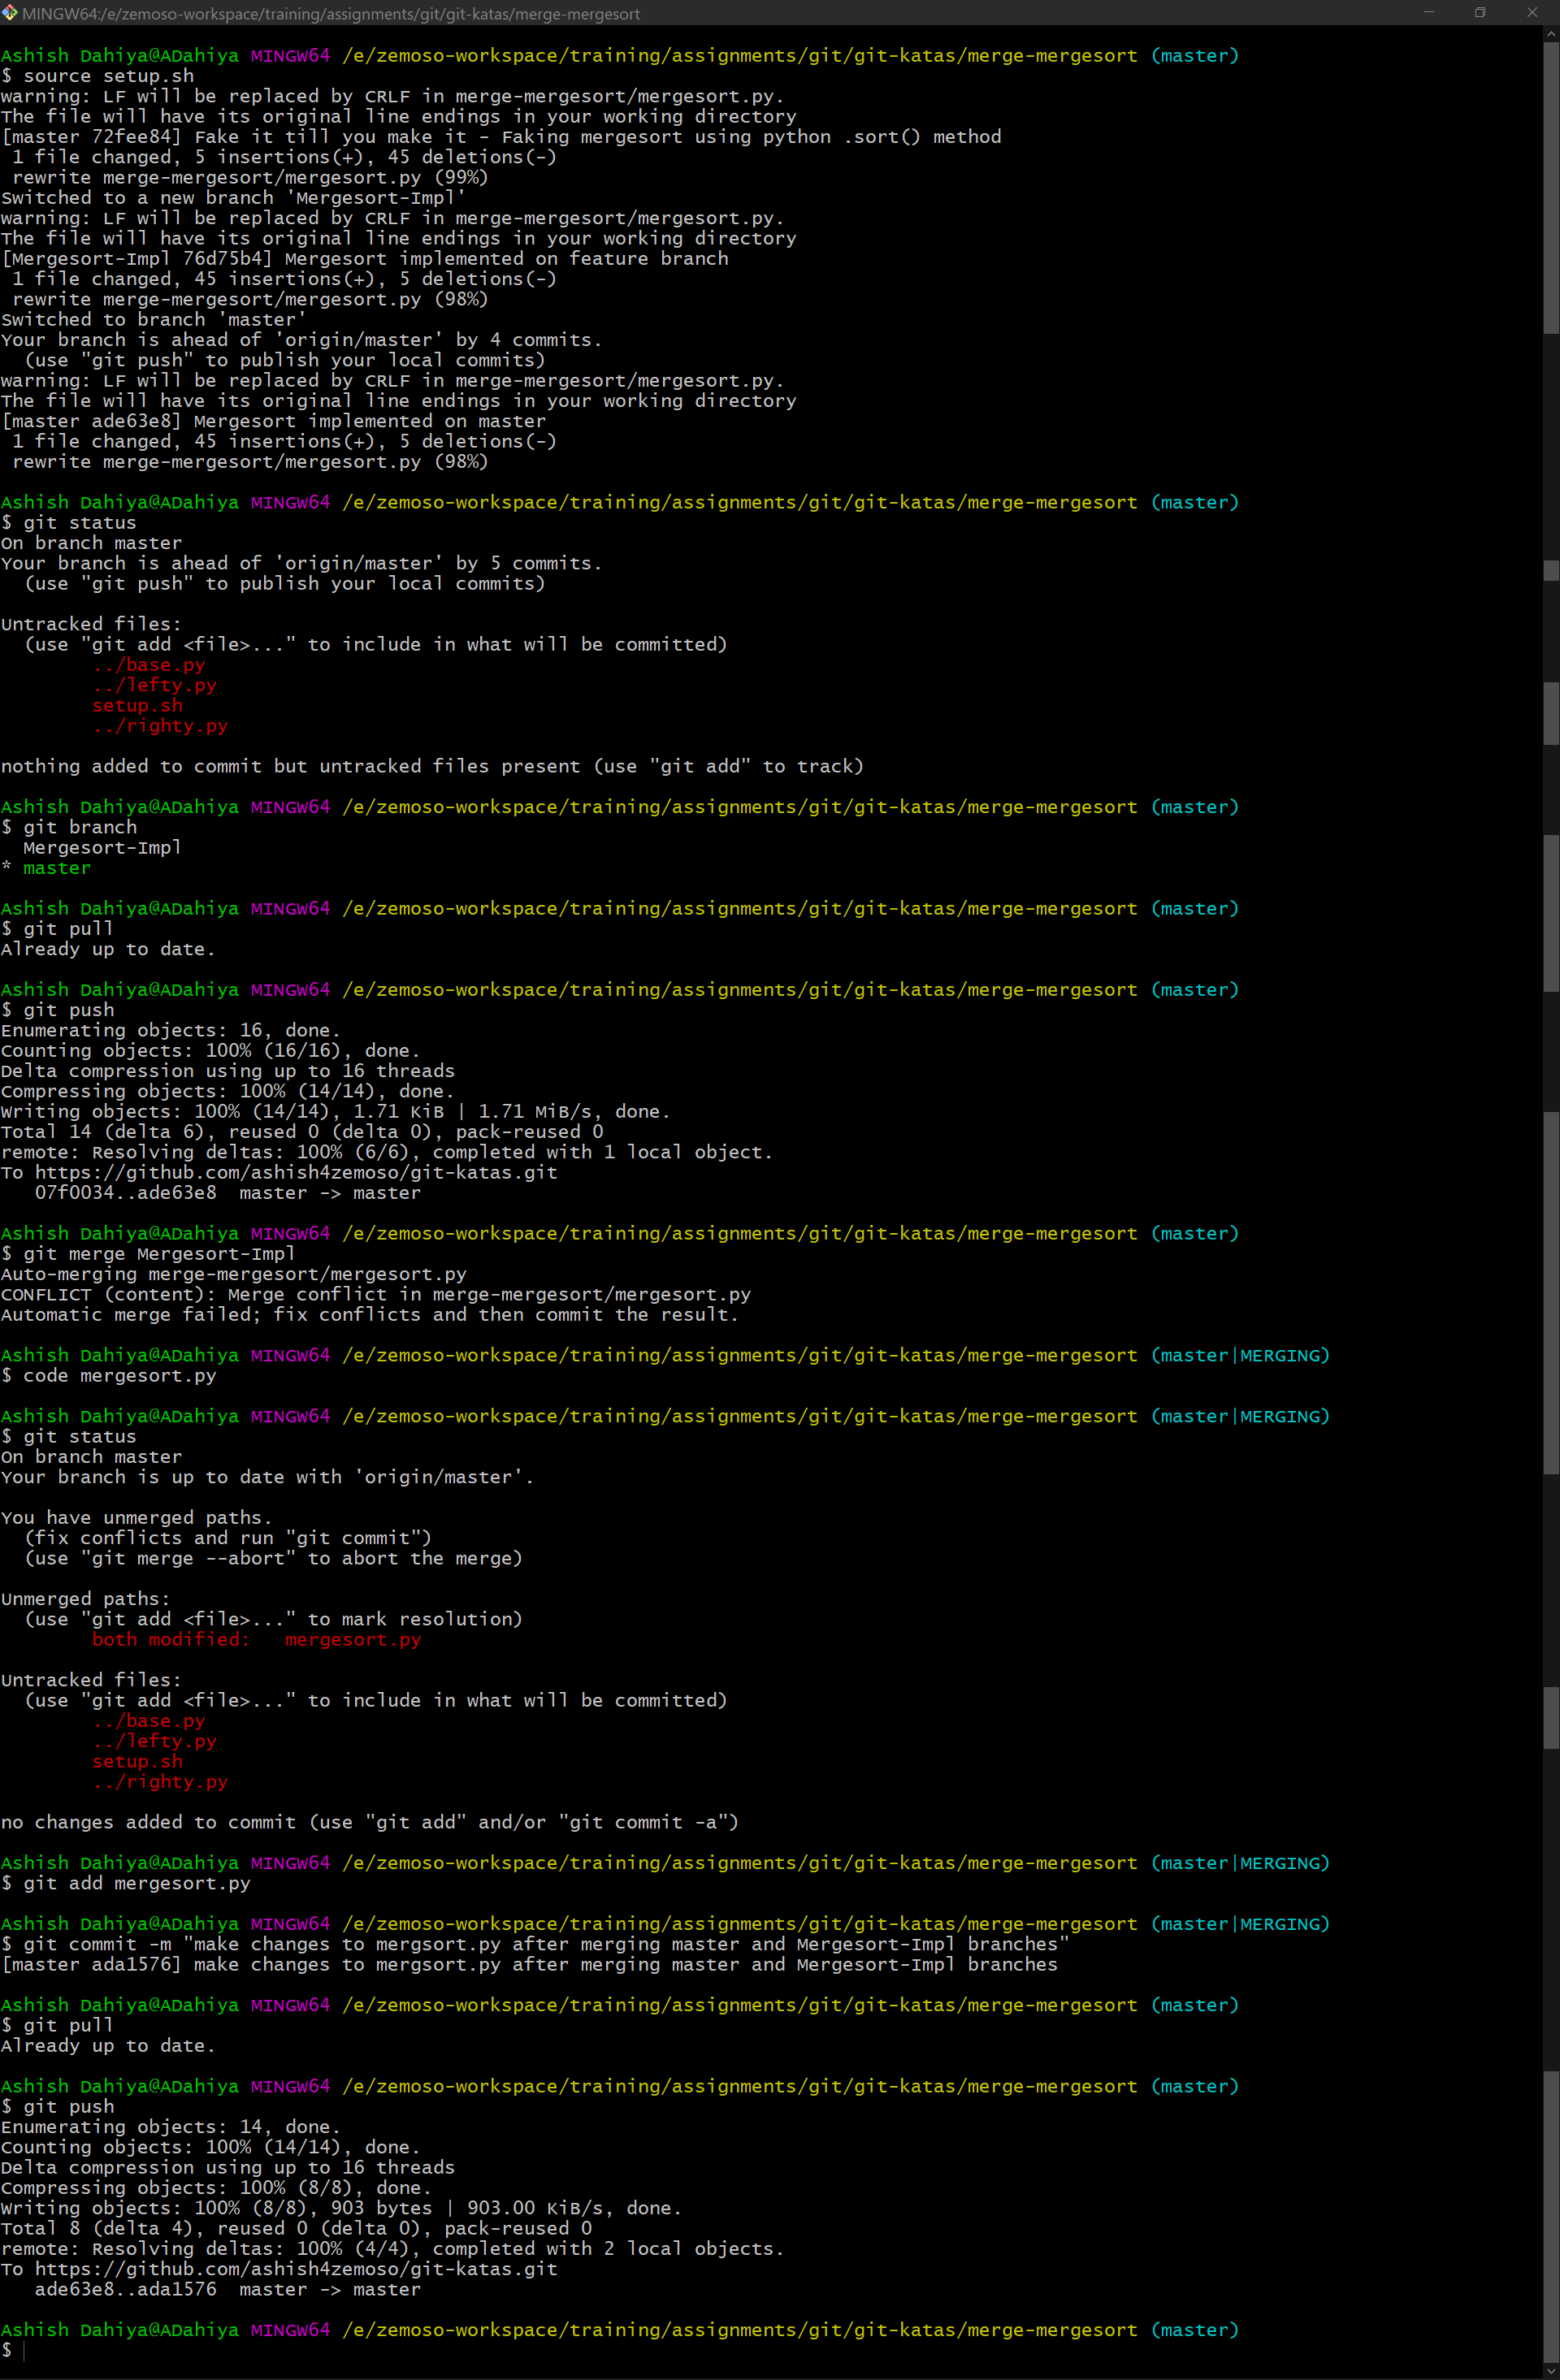 MINGW64:/e/zemoso-workspace/training/assignments/git/git-katas/merge-mergesort
Ashish Dahiya@ADahiya MINGW64 /e/zemoso-workspace/training/assignments/git/git-katas/merge-mergesort (master)
$ source setup.sh
warning: LF will be replaced by CRLF in merge-mergesort/mergesort.py.
The file will have its original line endings in your working directory
[master 72fee84] Fake it till you make it - Faking mergesort using python .sort() method
 1 file changed, 5 insertions(+), 45 deletions(-)
 rewrite merge-mergesort/mergesort.py (99%)
Switched to a new branch 'Mergesort-Impl'
warning: LF will be replaced by CRLF in merge-mergesort/mergesort.py.
The file will have its original line endings in your working directory
[Mergesort-Impl 76d75b4] Mergesort implemented on feature branch
 1 file changed, 45 insertions(+), 5 deletions(-)
 rewrite merge-mergesort/mergesort.py (98%)
Switched to branch 'master'
Your branch is ahead of 'origin/master' by 4 commits.
  (use "git push" to publish your local commits)
warning: LF will be replaced by CRLF in merge-mergesort/mergesort.py.
The file will have its original line endings in your working directory
[master ade63e8] Mergesort implemented on master
 1 file changed, 45 insertions(+), 5 deletions(-)
 rewrite merge-mergesort/mergesort.py (98%)
Ashish Dahiya@ADahiya MINGW64 /e/zemoso-workspace/training/assignments/git/git-katas/merge-mergesort (master)
$ git status
On branch master
Your branch is ahead of 'origin/master' by 5 commits.
  (use "git push" to publish your local commits)
Untracked files:
  (use "git add <file>..." to include in what will be committed)
        ../base.py
        ../lefty.py
        setup.sh
        ../righty.py
nothing added to commit but untracked files present (use "git add" to track)
Ashish Dahiya@ADahiya MINGW64 /e/zemoso-workspace/training/assignments/git/git-katas/merge-mergesort (master)
$ git branch
  Mergesort-Impl
* master
Ashish Dahiya@ADahiya MINGW64 /e/zemoso-workspace/training/assignments/git/git-katas/merge-mergesort (master)
$ git pull
Already up to date.
Ashish Dahiya@ADahiya MINGW64 /e/zemoso-workspace/training/assignments/git/git-katas/merge-mergesort (master)
$ git push
Enumerating objects: 16, done.
Counting objects: 100% (16/16), done.
Delta compression using up to 16 threads
Compressing objects: 100% (14/14), done.
Writing objects: 100% (14/14), 1.71 KiB | 1.71 MiB/s, done.
Total 14 (delta 6), reused 0 (delta 0), pack-reused 0
remote: Resolving deltas: 100% (6/6), completed with 1 local object.
To https://github.com/ashish4zemoso/git-katas.git
   07f0034..ade63e8  master -> master
Ashish Dahiya@ADahiya MINGW64 /e/zemoso-workspace/training/assignments/git/git-katas/merge-mergesort (master)
$ git merge Mergesort-Impl
Auto-merging merge-mergesort/mergesort.py
CONFLICT (content): Merge conflict in merge-mergesort/mergesort.py
Automatic merge failed; fix conflicts and then commit the result.
Ashish Dahiya@ADahiya MINGW64 /e/zemoso-workspace/training/assignments/git/git-katas/merge-mergesort (master|MERGING)
$ code mergesort.py
Ashish Dahiya@ADahiya MINGW64 /e/zemoso-workspace/training/assignments/git/git-katas/merge-mergesort (master|MERGING)
$ git status
On branch master
Your branch is up to date with 'origin/master'.
You have unmerged paths.
  (fix conflicts and run "git commit")
  (use "git merge --abort" to abort the merge)
Unmerged paths:
  (use "git add <file>..." to mark resolution)
        both modified:   mergesort.py
Untracked files:
  (use "git add <file>..." to include in what will be committed)
        ../base.py
        ../lefty.py
        setup.sh
        ../righty.py
no changes added to commit (use "git add" and/or "git commit -a")
Ashish Dahiya@ADahiya MINGW64 /e/zemoso-workspace/training/assignments/git/git-katas/merge-mergesort (master|MERGING)
$ git add mergesort.py
Ashish Dahiya@ADahiya MINGW64 /e/zemoso-workspace/training/assignments/git/git-katas/merge-mergesort (master|MERGING)
$ git commit -m "make changes to mergsort.py after merging master and Mergesort-Impl branches"
[master ada1576] make changes to mergsort.py after merging master and Mergesort-Impl branches
Ashish Dahiya@ADahiya MINGW64 /e/zemoso-workspace/training/assignments/git/git-katas/merge-mergesort (master)
$ git pull
Already up to date.
Ashish Dahiya@ADahiya MINGW64 /e/zemoso-workspace/training/assignments/git/git-katas/merge-mergesort (master)
$ git push
Enumerating objects: 14, done.
Counting objects: 100% (14/14), done.
Delta compression using up to 16 threads
Compressing objects: 100% (8/8), done.
Writing objects: 100% (8/8), 903 bytes | 903.00 KiB/s, done.
Total 8 (delta 4), reused 0 (delta 0), pack-reused 0
remote: Resolving deltas: 100% (4/4), completed with 2 local objects.
To https://github.com/ashish4zemoso/git-katas.git
   ade63e8..ada1576  master -> master
Ashish Dahiya@ADahiya MINGW64 /e/zemoso-workspace/training/assignments/git/git-katas/merge-mergesort (master)
$